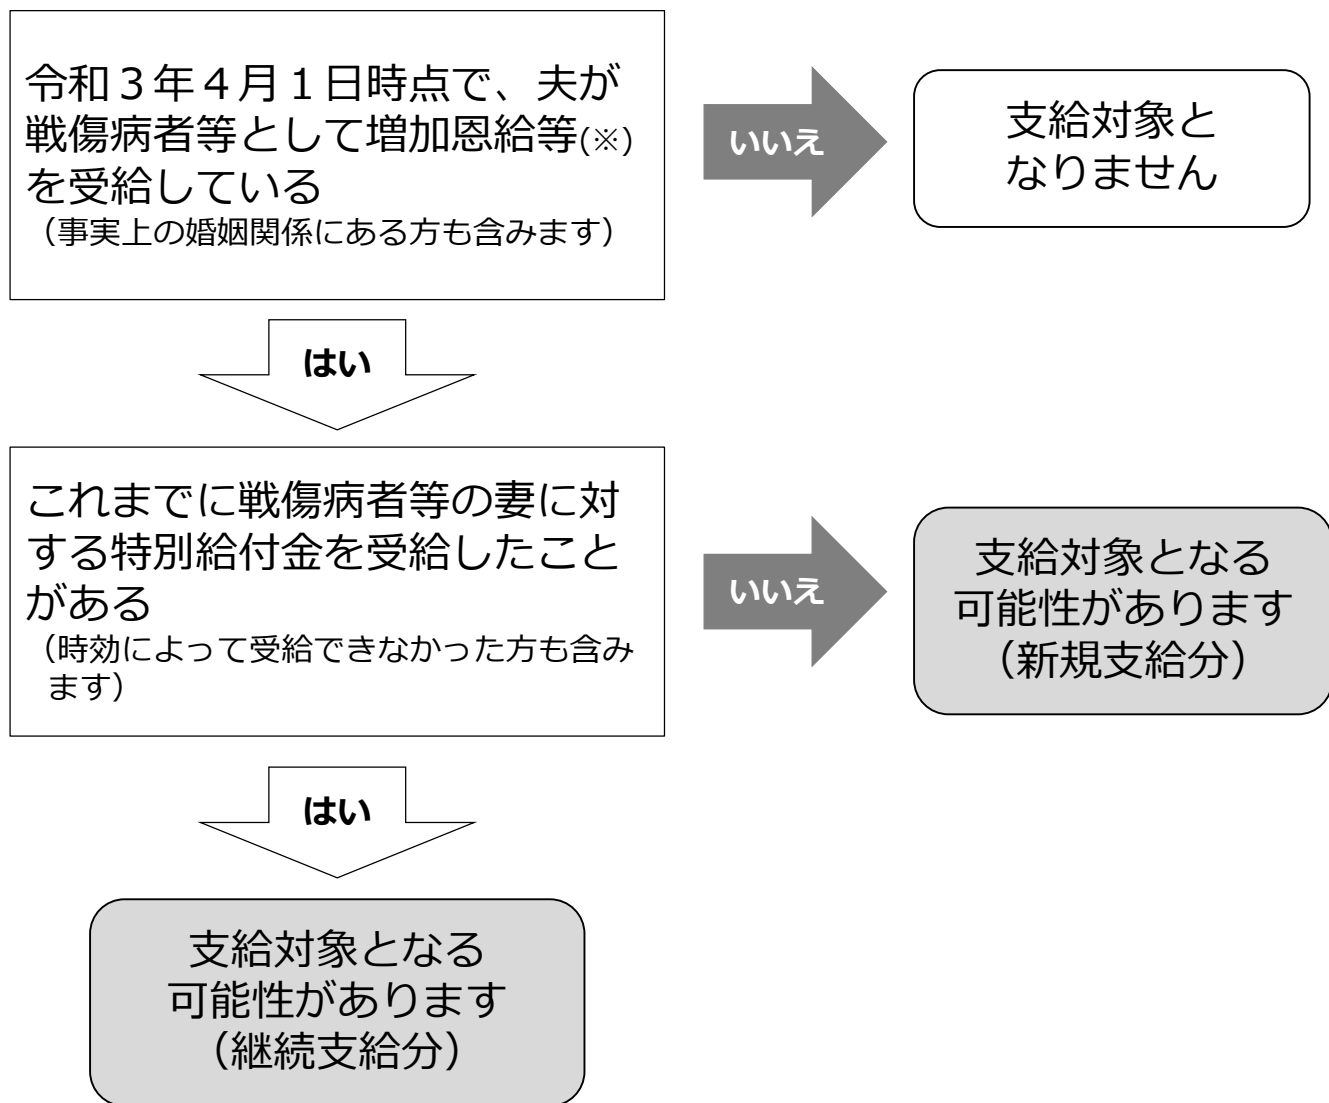 令和３年４月１日時点で、夫が
戦傷病者等として増加恩給等(※)
を受給している
（事実上の婚姻関係にある方も含みます）
いいえ
支給対象と
なりません
はい
これまでに戦傷病者等の妻に対
する特別給付金を受給したこと
がある
（時効によって受給できなかった方も含み
ます）
いいえ
支給対象となる
可能性があります
（新規支給分）
はい
支給対象となる
可能性があります
（継続支給分）